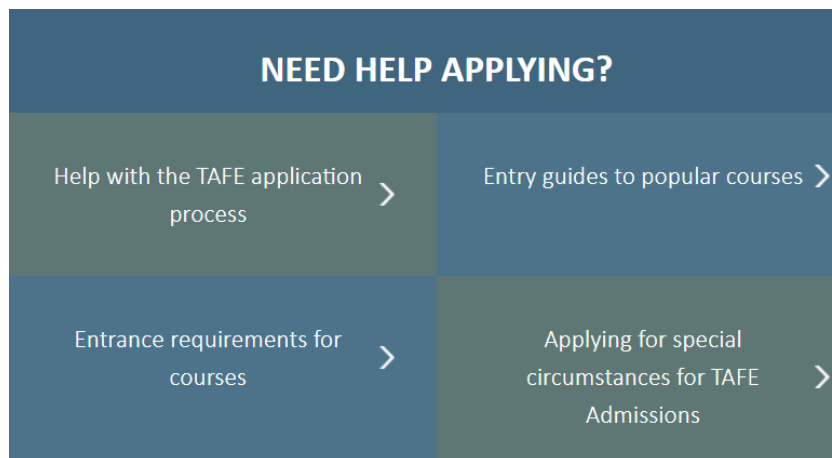 NEED HELP APPLYING?
Help with the TAFE application
process
Entry guides to popular courses
Entrance requirements for
courses
Applying for special
circumstances for TAFE
Admissions